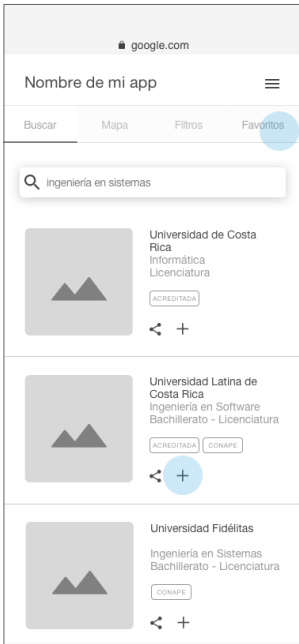 google.com
Nombre de mi app
Buscar Mapa Filtros Favoritos
ingeniería en sistemas
Universidad de Costa
Rica
Informática
Licenciatura
ACREDITADA
Universidad Latina de
Costa Rica
Ingeniería en Software
Bachillerato - Licenciatura
ACREDITADA CONAPE
Universidad Fidélitas
Ingeniería en Sistemas
Bachillerato - Licenciatura
CONAPE